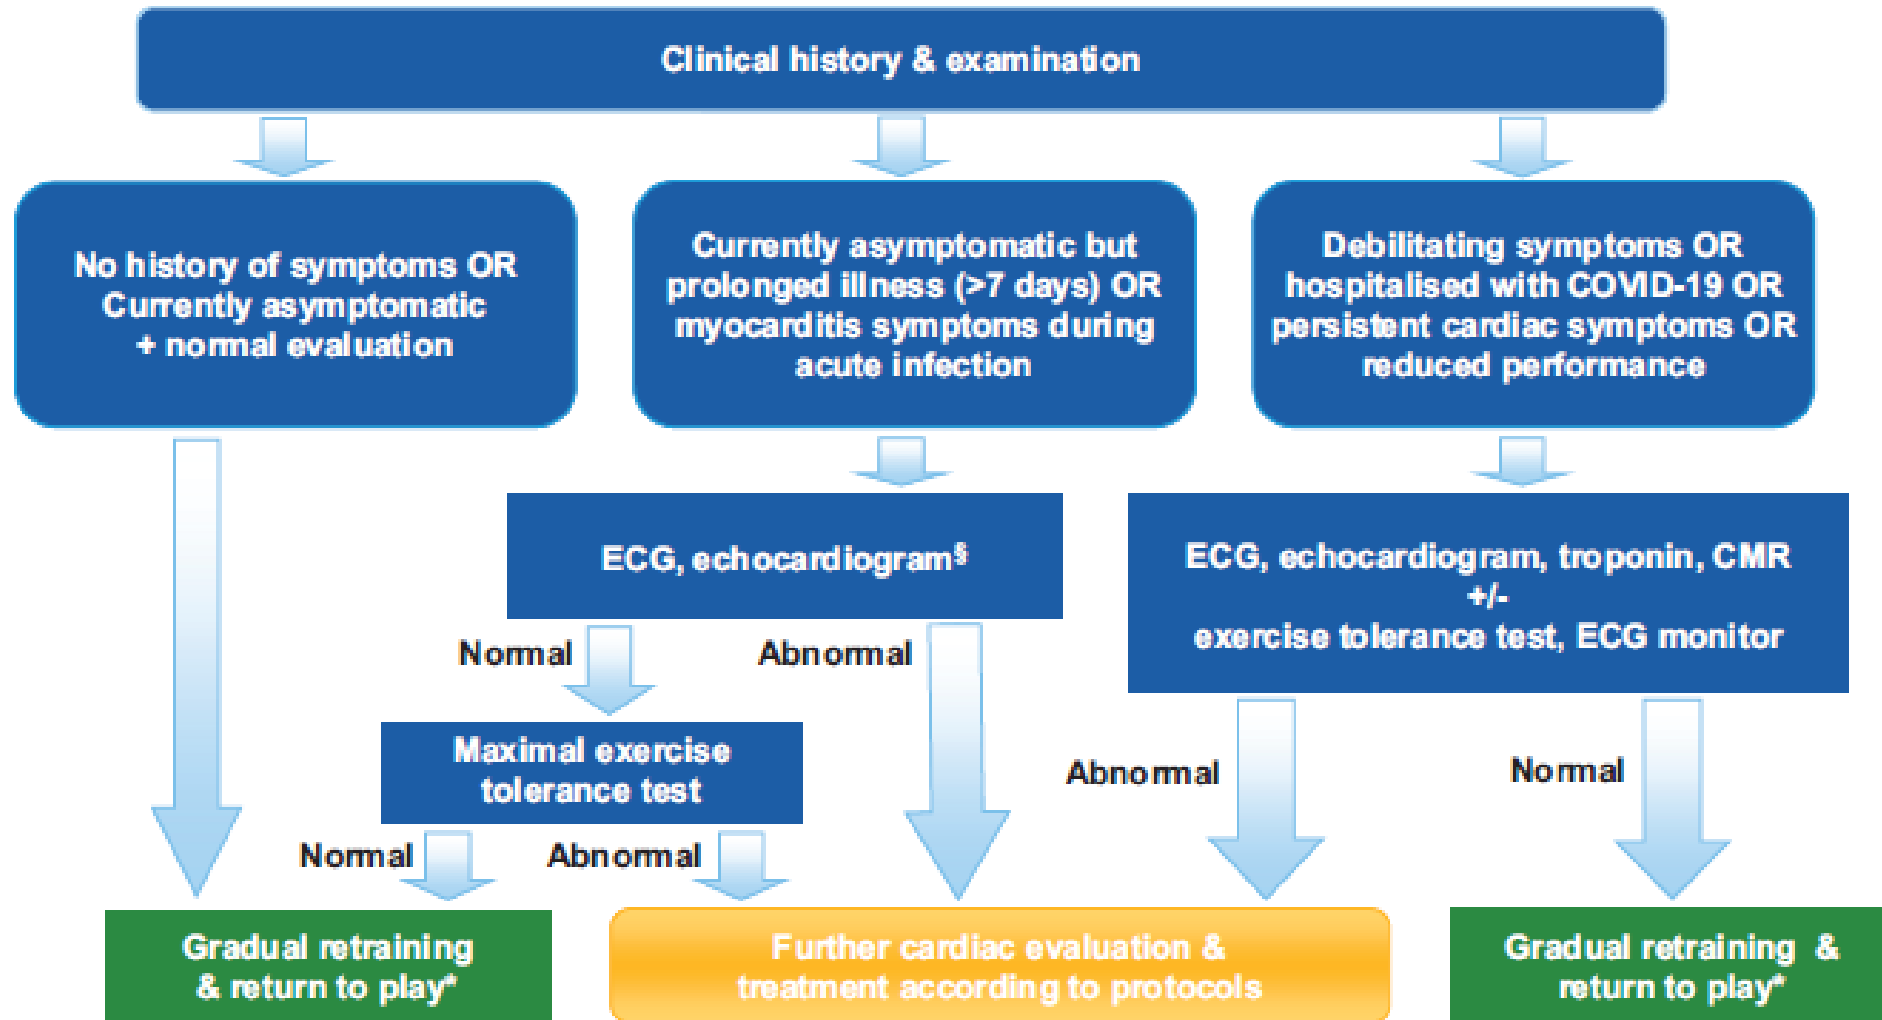 Clinical history & examination
No history of symptoms OR
Currently asymptomatic
+ normal evaluation
Currently asymptomatic but
prolonged illness (>7 days) OR
myocarditis symptoms during
acute infection
Debilitating symptoms OR
hospitalised with COVID-19 OR
persistent cardiac symptoms OR
reduced performance
ECG, echocardiogram§
ECG, echocardiogram, troponin, CMR
+/-
exercise tolerance test, ECG monitor
Normal
Abnormal
Maximal exercise
tolerance test
Abnormal
Normal
Normal
Abnormal
Gradual retraining
& return to play*
Further cardiac evaluation &
treatment according to protocols
Gradual retraining &
return to play*